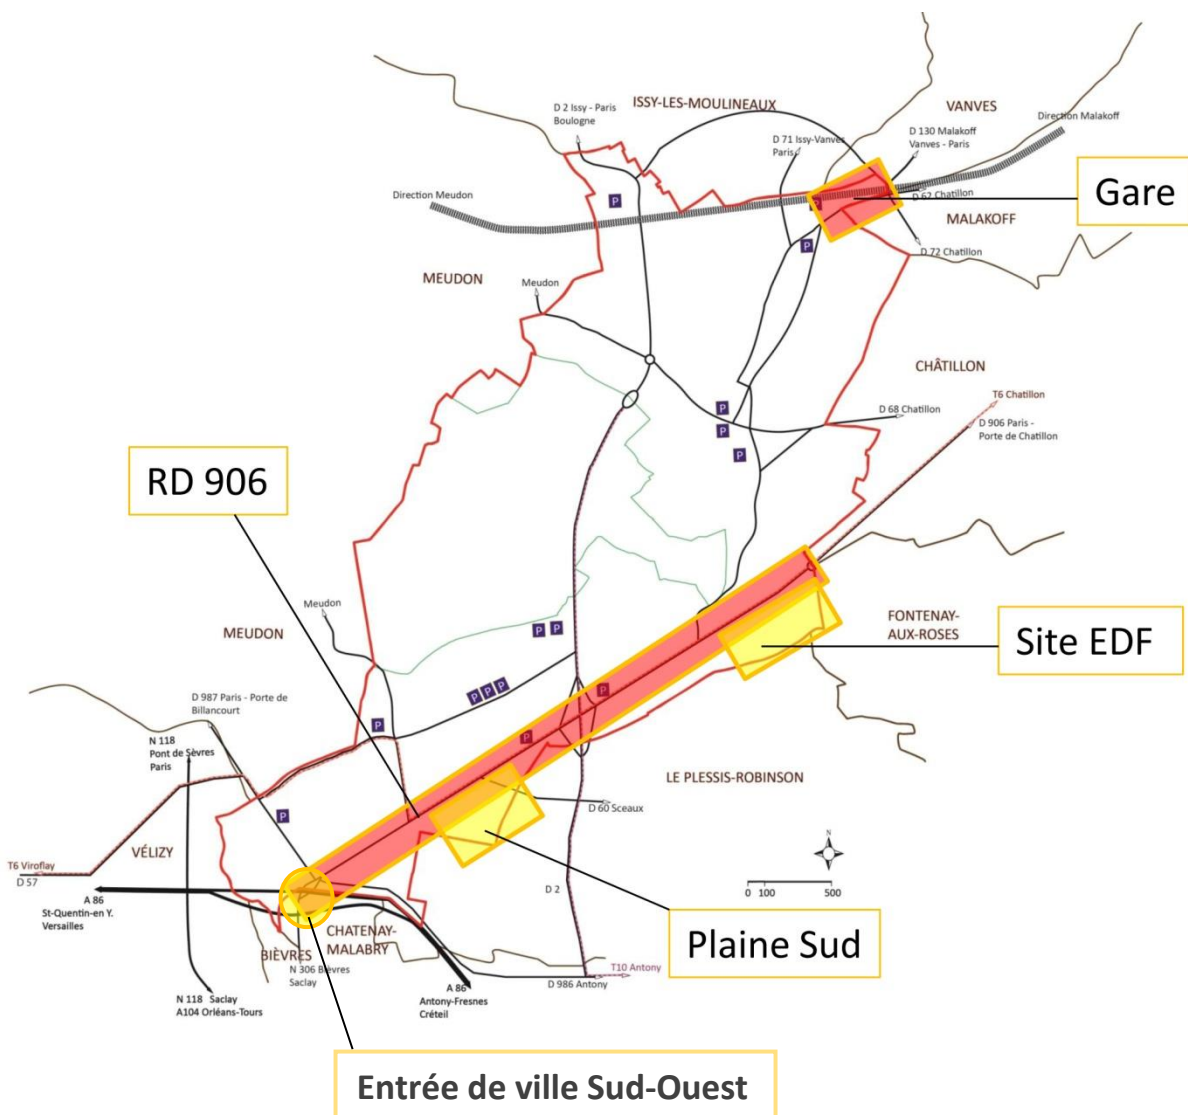 D 2 Issy - Paris
Boulogne
ISSY-LES-MOULINEAUX
VANVES
Direction Malakoff
D 71 Issy-Vanves
Paris
D 130 Malakoff
Vanves - Paris
Direction Meudon
P
P
D 62 Chatillon
Gare
MALAKOFF
P
D 72 Chatillon
MEUDON
Meudon
CHÂTILLON
T6 Chatillon
P
D 68 Chatillon
D 906 Paris -
Porte de Chatillon
P
P
RD 906
Meudon
MEUDON
P P
FONTENAY-
AUX-ROSES
Site EDF
D 987 Paris - Porte de
Billancourt
P P P
P
P
N 118
Pont de Sèvres
Paris
P
LE PLESSIS-ROBINSON
D 60 Sceaux
P
VÉLIZY
N
T6 Viroflay
D 57
A 86
St-Quentin-en Y.
Versailles
D 2
0 100 500
CHATENAY-
MALABRY
BIÈVRES
N 306 Bièvres
Saclay
Plaine Sud
T10 Antony
D 986 Antony
N 118 Saclay
A104 Orléans-Tours
A 86
Antony-Fresnes
Créteil
Entrée de ville Sud-Ouest